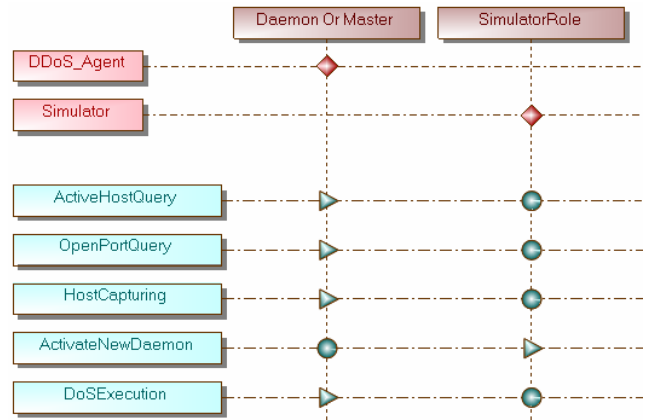 Daemon Or Master SimulatorRole
DDoS_Agent
Simulator
ActiveHostQuery
OpenPortQuery
HostCapturing
ActivateNewDaemon
DoSExecution